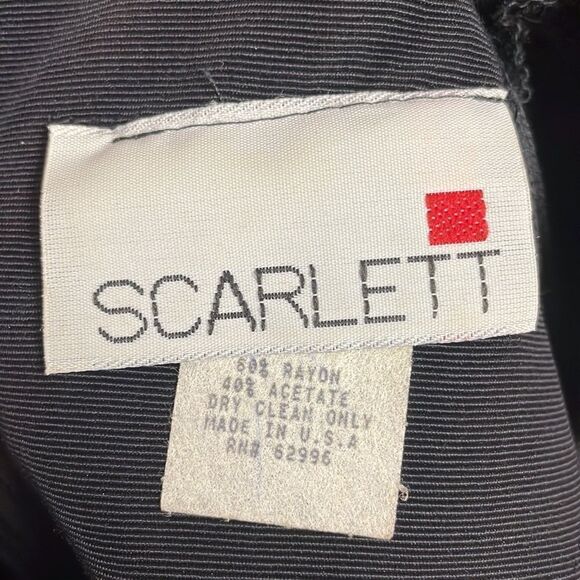 SCARLETT
60% RAYON
40% ACETATE
DRY CLEAN ONLY
MADE IN U.S.A
RN# 62996